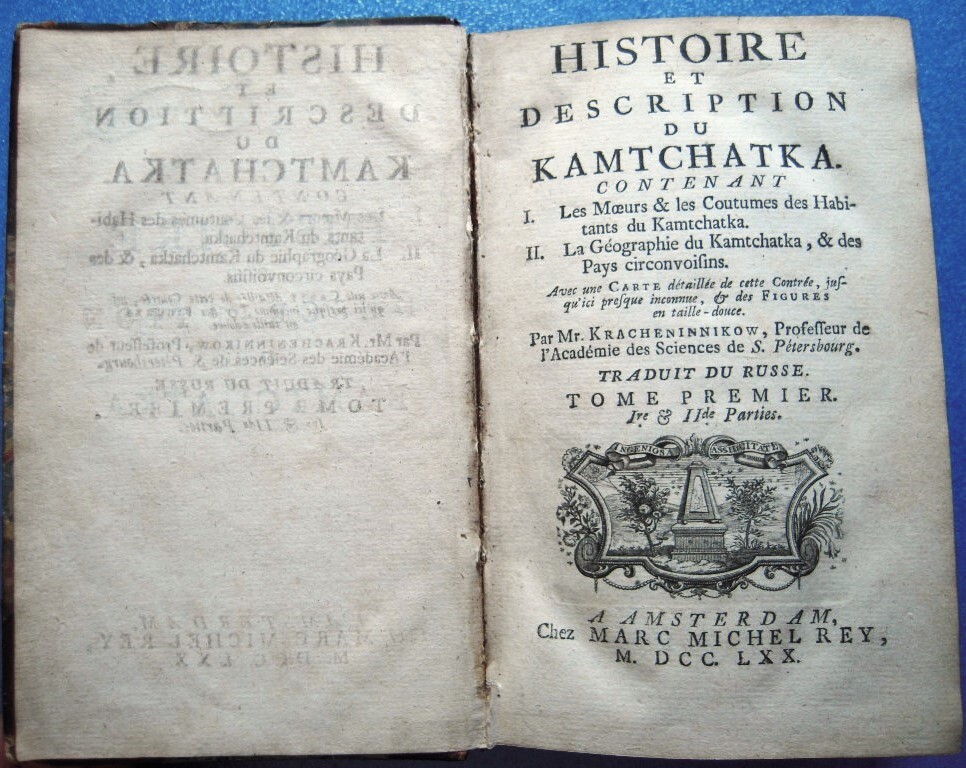 HISTOIRE
ET
DESCRIPTION
DU
KAMTCHATKA.
CONTENANT
I. Les Mœurs & les Coutumes des Habi-
tants du Kamtchatka.
II. La Géographie du Kamtchatka, & des
Pays circonvoiſins.
Avec une CARTE détaillée de cette Contrée, juſ-
qu'ici preſque inconnue, & des FIGURES
en taille-douce.
Par Mr. KRACHENINNIKOW, Profeſſeur de
l'Académie des Sciences de S. Pétersbourg.
TRADUIT DU RUSSE.
TOME PREMIER.
Ire & IIde Parties.
INGENIOSA ASSIDUITATE
A AMSTERDAM,
Chez MARC MICHEL REY,
M. DCC. LXX.